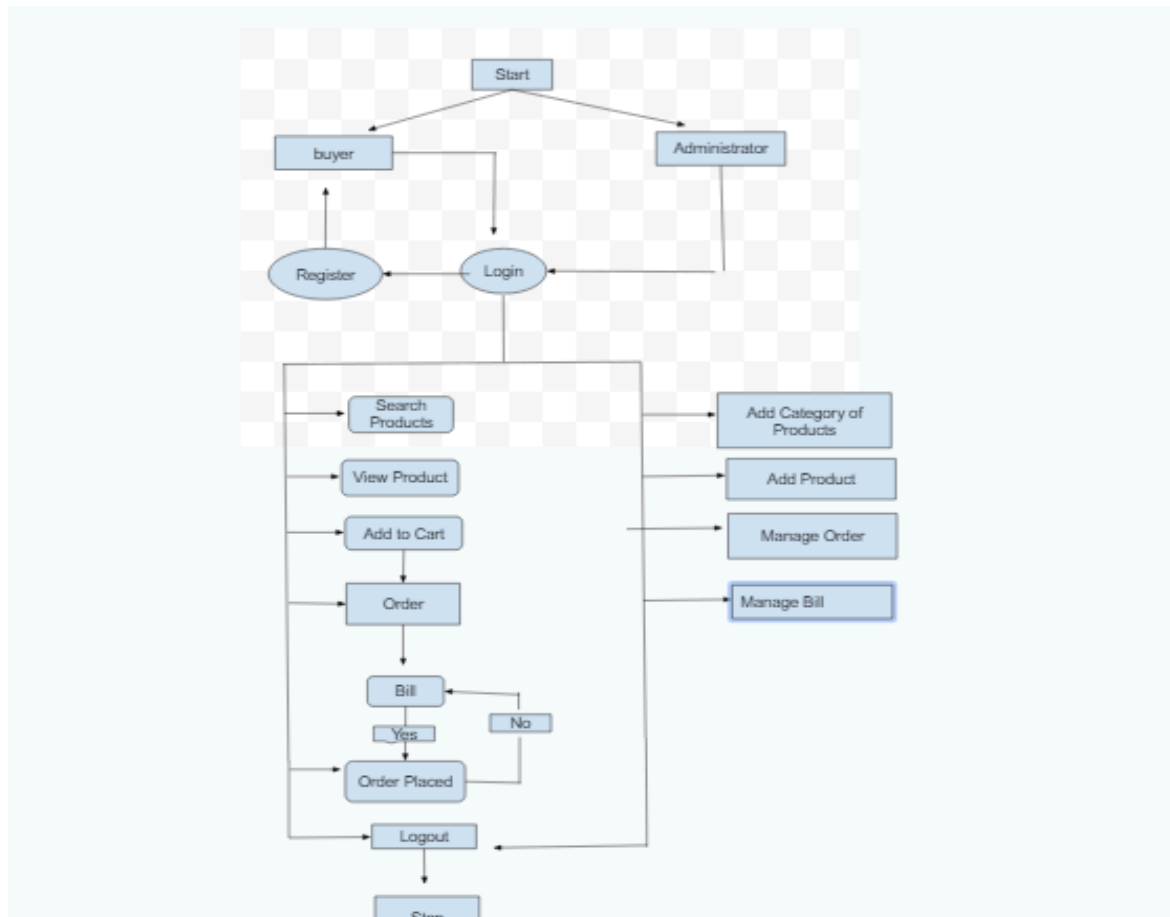 Start
buyer
Administrator
Register
Login
Search
Products
Add Category of
Products
View Product
Add Product
Add to Cart
Manage Order
Order
Manage Bill
Bill
No
Yes
Order Placed
Logout